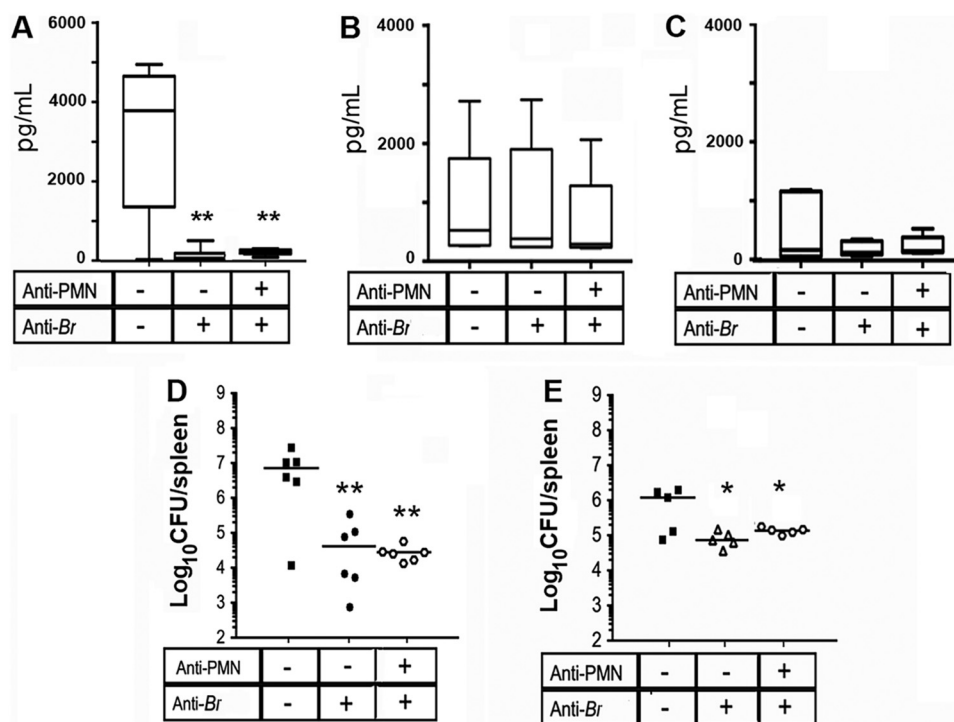 A
6000
4000
2000
0
pg/mL
** **
Anti-PMN - - +
Anti-Br - + +
B
4000
2000
0
pg/mL
Anti-PMN - - +
Anti-Br - + +
C
4000
2000
0
pg/mL
Anti-PMN - - +
Anti-Br - + +
D
9
8
7
6
5
4
3
2
Log10CFU/spleen
** **
Anti-PMN - - +
Anti-Br - + +
E
9
8
7
6
5
4
3
2
Log10CFU/spleen
* *
Anti-PMN - - +
Anti-Br - + +